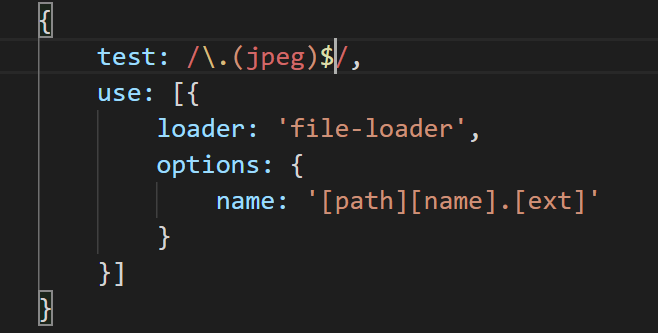 {
    test: /\.(jpeg)$/,
    use: [{
        loader: 'file-loader',
        options: {
            name: '[path][name].[ext]'
        }
    }]
}